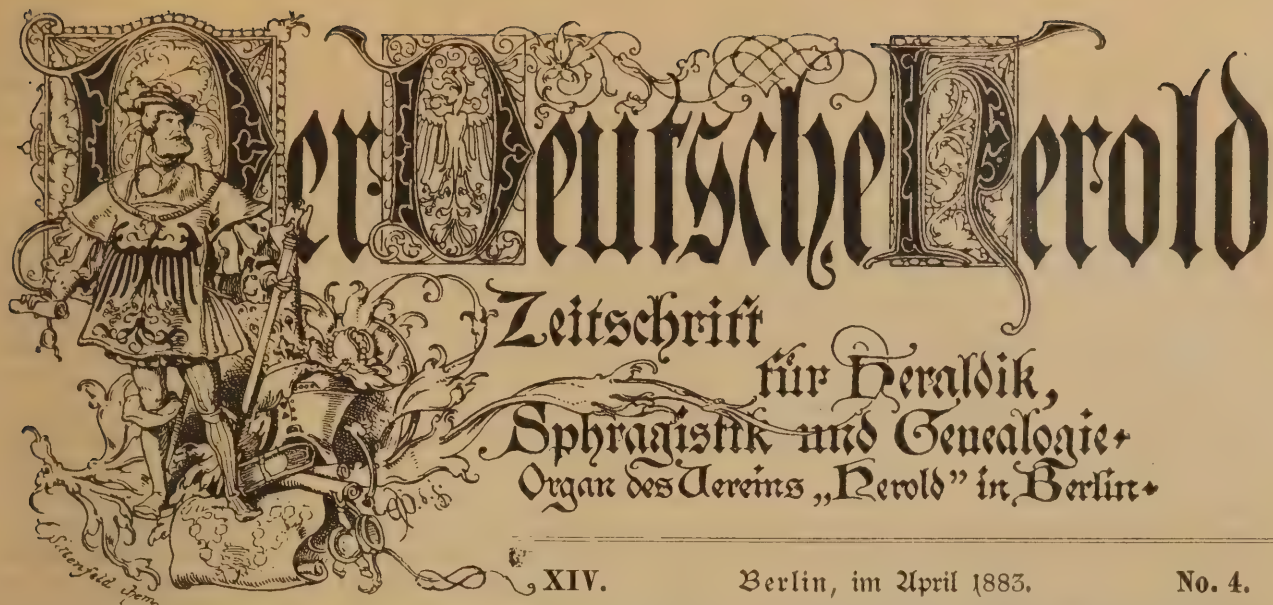 Der Deutsche Herold
Zeitschrift
für Heraldik,
Sphragistik und Genealogie.
Organ des Vereins „Herold" in Berlin.
XIV. Berlin, im April 1883. No. 4.